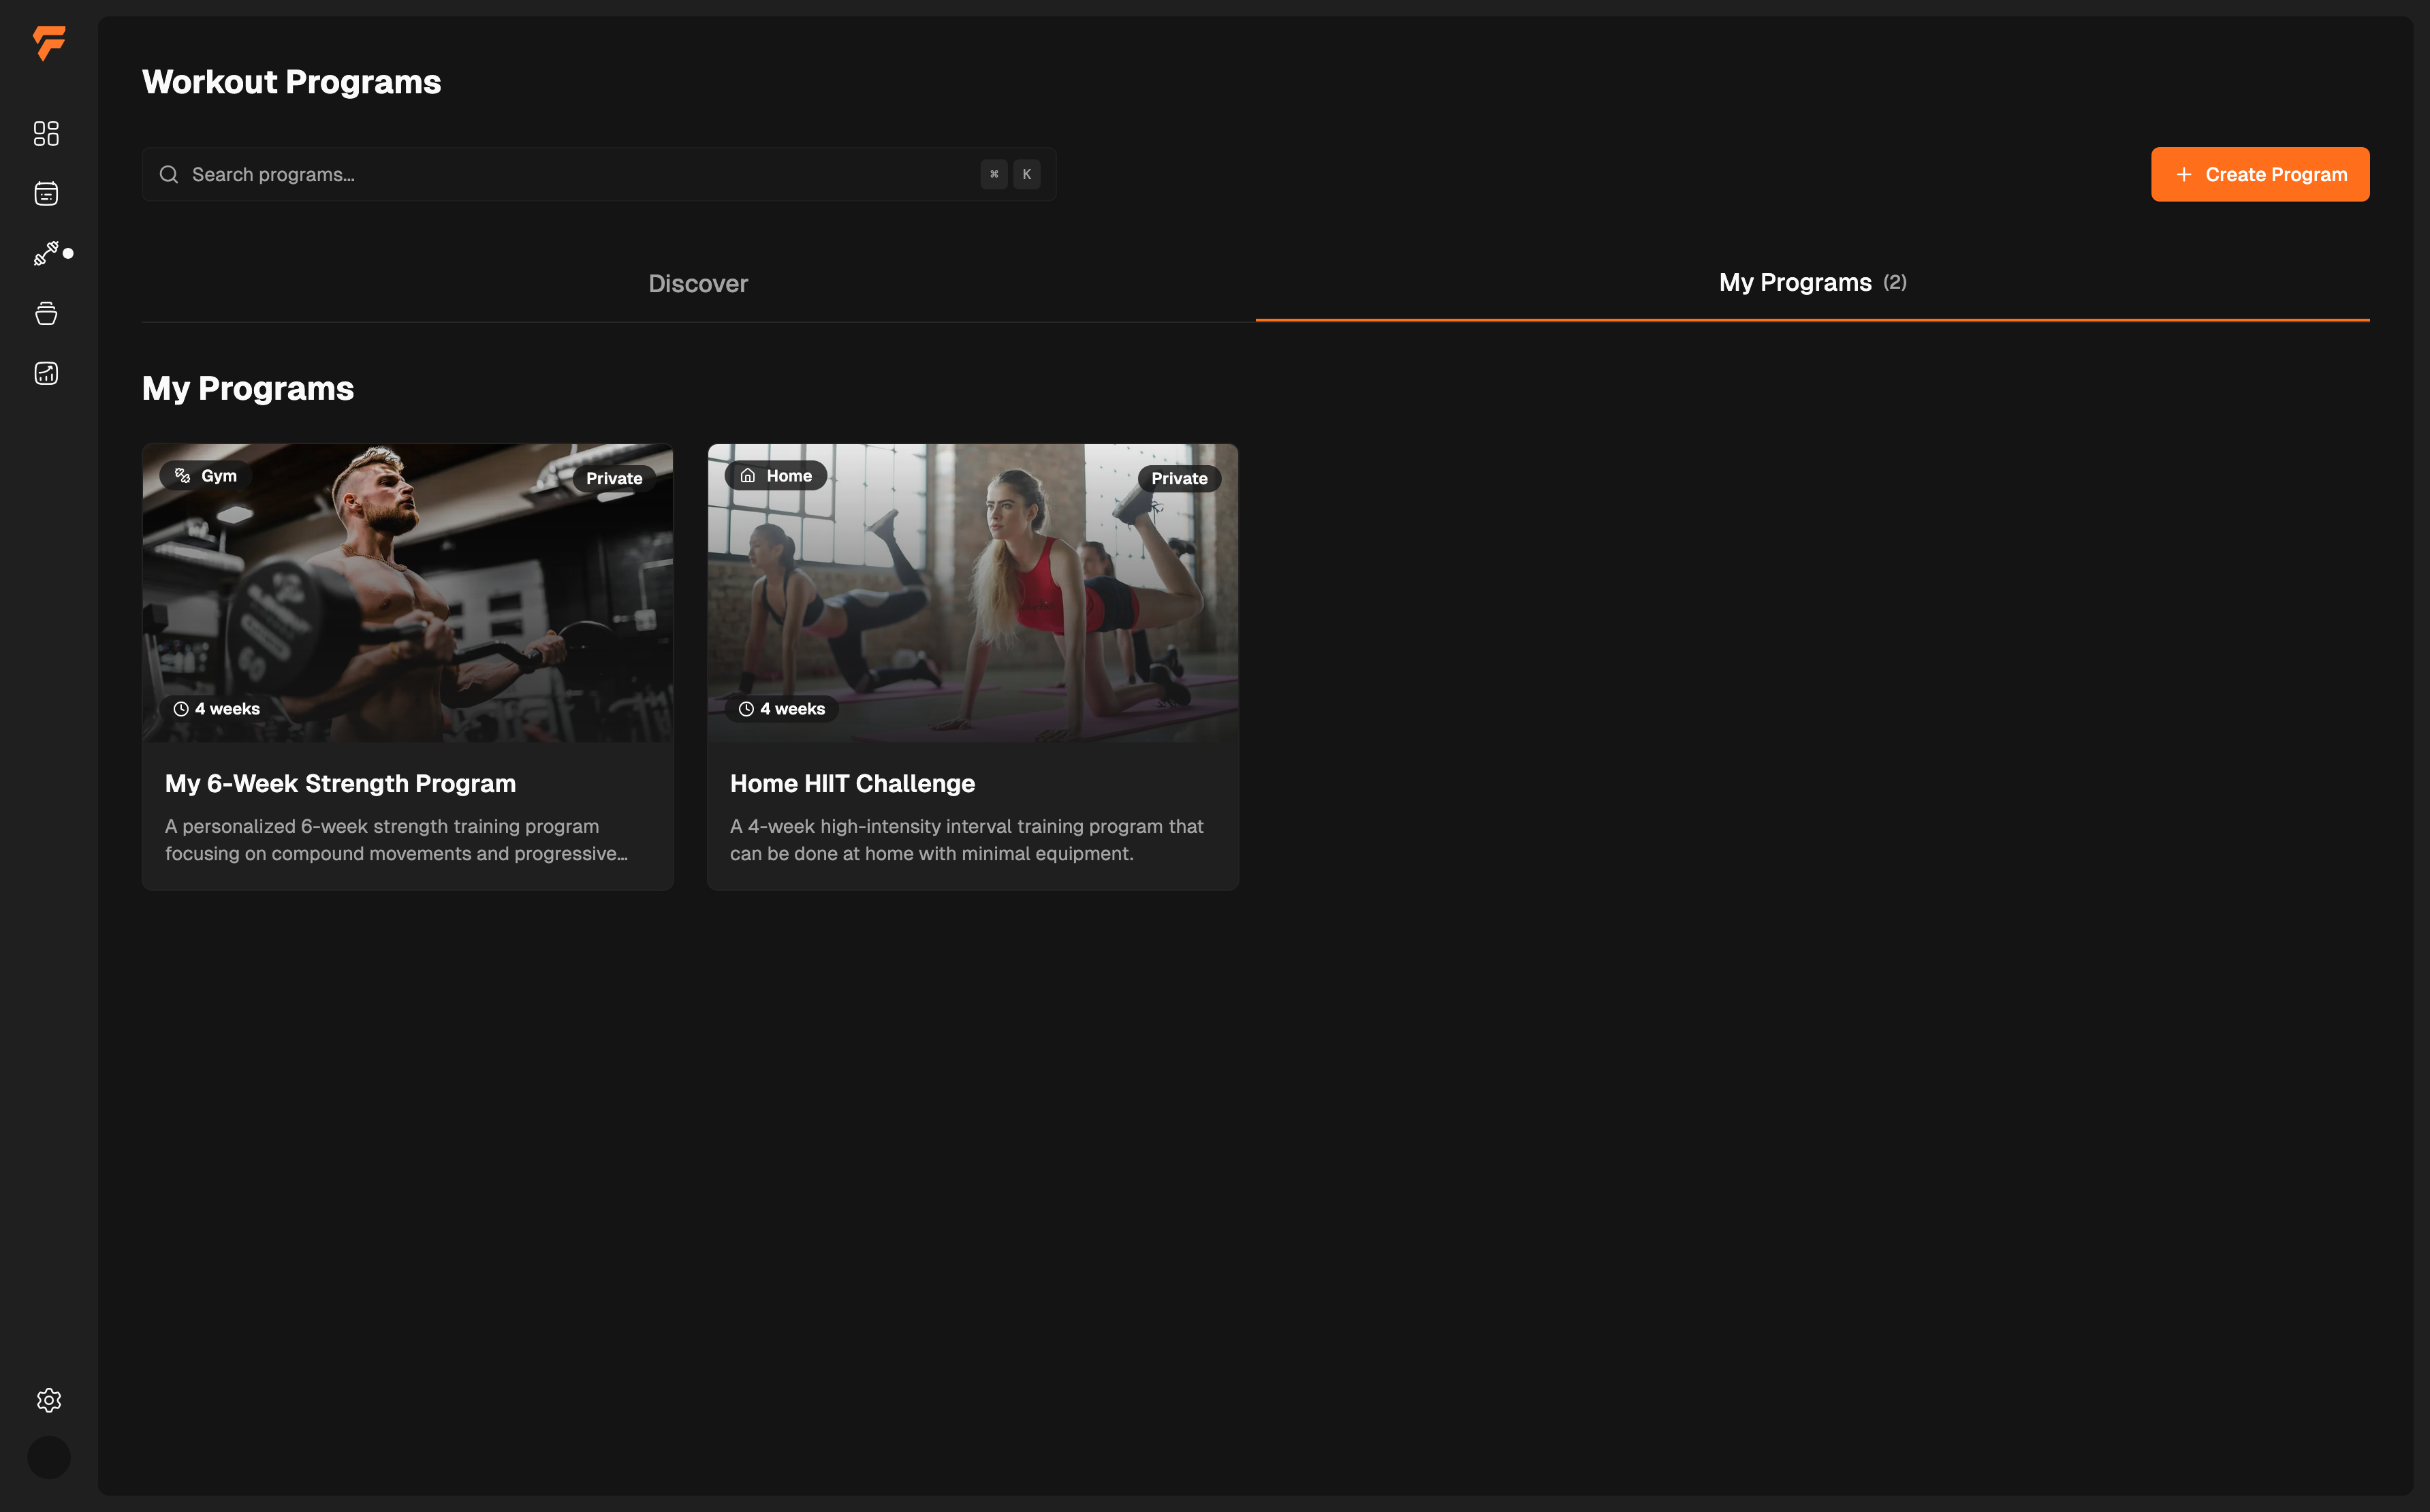 Workout Programs
Search programs...
⌘ K
Create Program
Discover
My Programs (2)
My Programs
Gym
Private
4 weeks
My 6-Week Strength Program
A personalized 6-week strength training program
focusing on compound movements and progressive...
Home
Private
4 weeks
Home HIIT Challenge
A 4-week high-intensity interval training program that
can be done at home with minimal equipment.